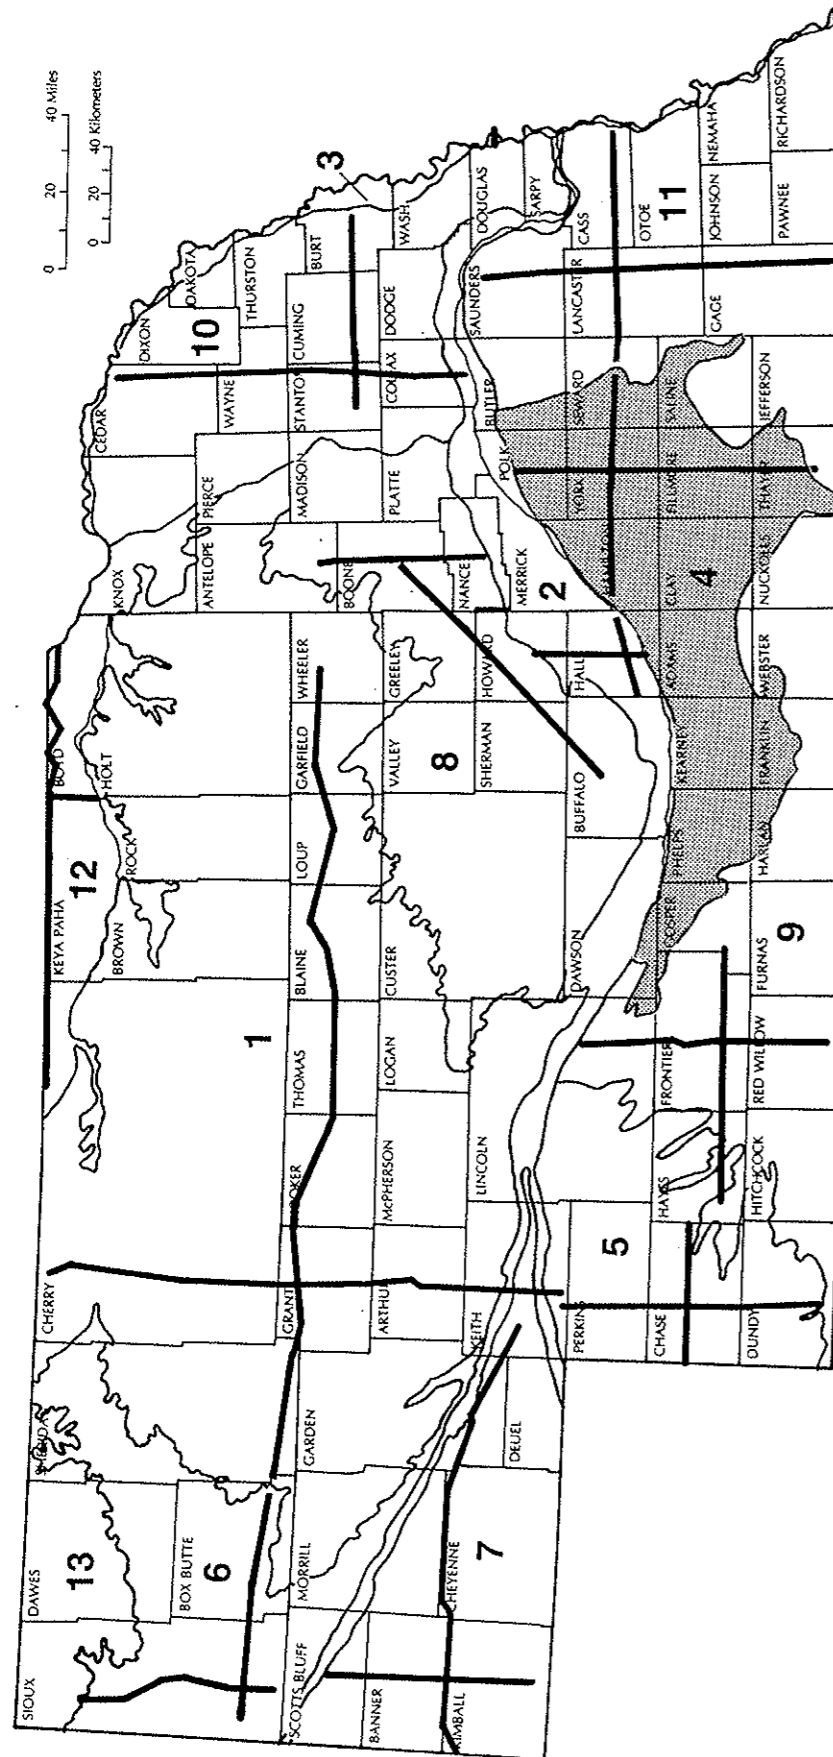 0 20 40 Miles
0 20 40 Kilometers
SIOUX
DAWES
SHERIDA
CHERRY
KEYA PAHA
BOYD
KNOX
CEDAR
DIXON
DAKOTA
13
12
10
BOX BUTTE
6
1
BROWN
ROCK
HOLT
ANTELOPE
PIERCE
WAYNE
THURSTON
3
SCOTTS BLUFF
MORRILL
GARDEN
GRANT
OKER
THOMAS
BLAINE
LOUP
GARFIELD
WHEELER
BOONE
MADISON
STANTO
CUMING
BURT
BANNER
ARTHUR
McPHERSON
LOGAN
CUSTER
VALLEY
GREELEY
NANCE
PLATTE
COLFAX
DODGE
WASH
8
KIMBALL
CHEYENNE
7
DEUEL
KEITH
LINCOLN
SHERMAN
HOWARD
MERRICK
2
POLK
BUTLER
SAUNDERS
DOUGLAS
SARPY
PERKINS
5
DAWSON
BUFFALO
HALL
YORK
SEWARD
LANCASTER
CASS
CHASE
HAYES
FRONTIER
GOSPER
PHELPS
KEARNEY
ADAMS
CLAY
4
FILLMORE
SALINE
OTOE
11
DUNDY
HITCHCOCK
RED WILLOW
FURNAS
9
HARLAN
FRANKLIN
WEBSTER
NUCKOLLS
THAYER
JEFFERSON
GAGE
JOHNSON
NEMAHA
PAWNEE
RICHARDSON